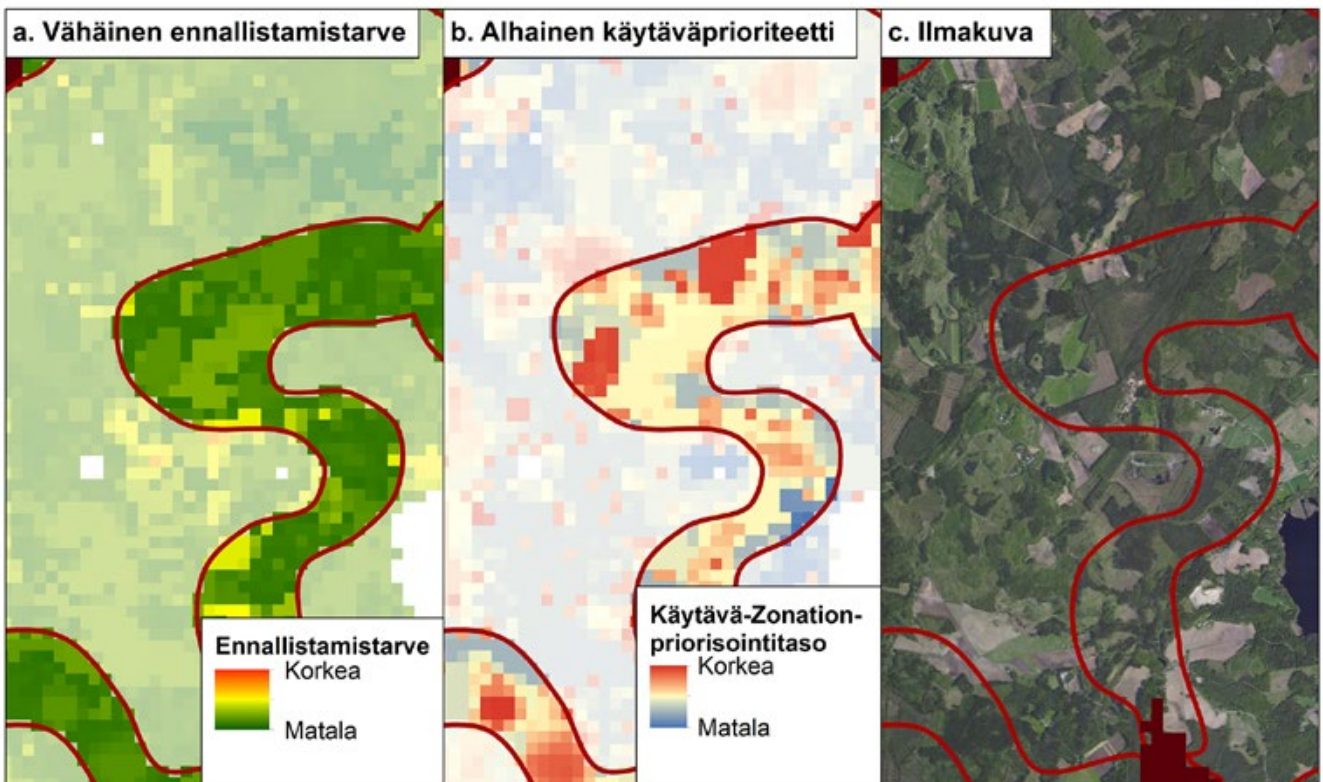 a. Vähäinen ennallistamistarve
b. Alhainen käytäväprioriteetti
c. Ilmakuva
Ennallistamistarve
Korkea
Matala
Käytävä-Zonation-
priorisointitaso
Korkea
Matala